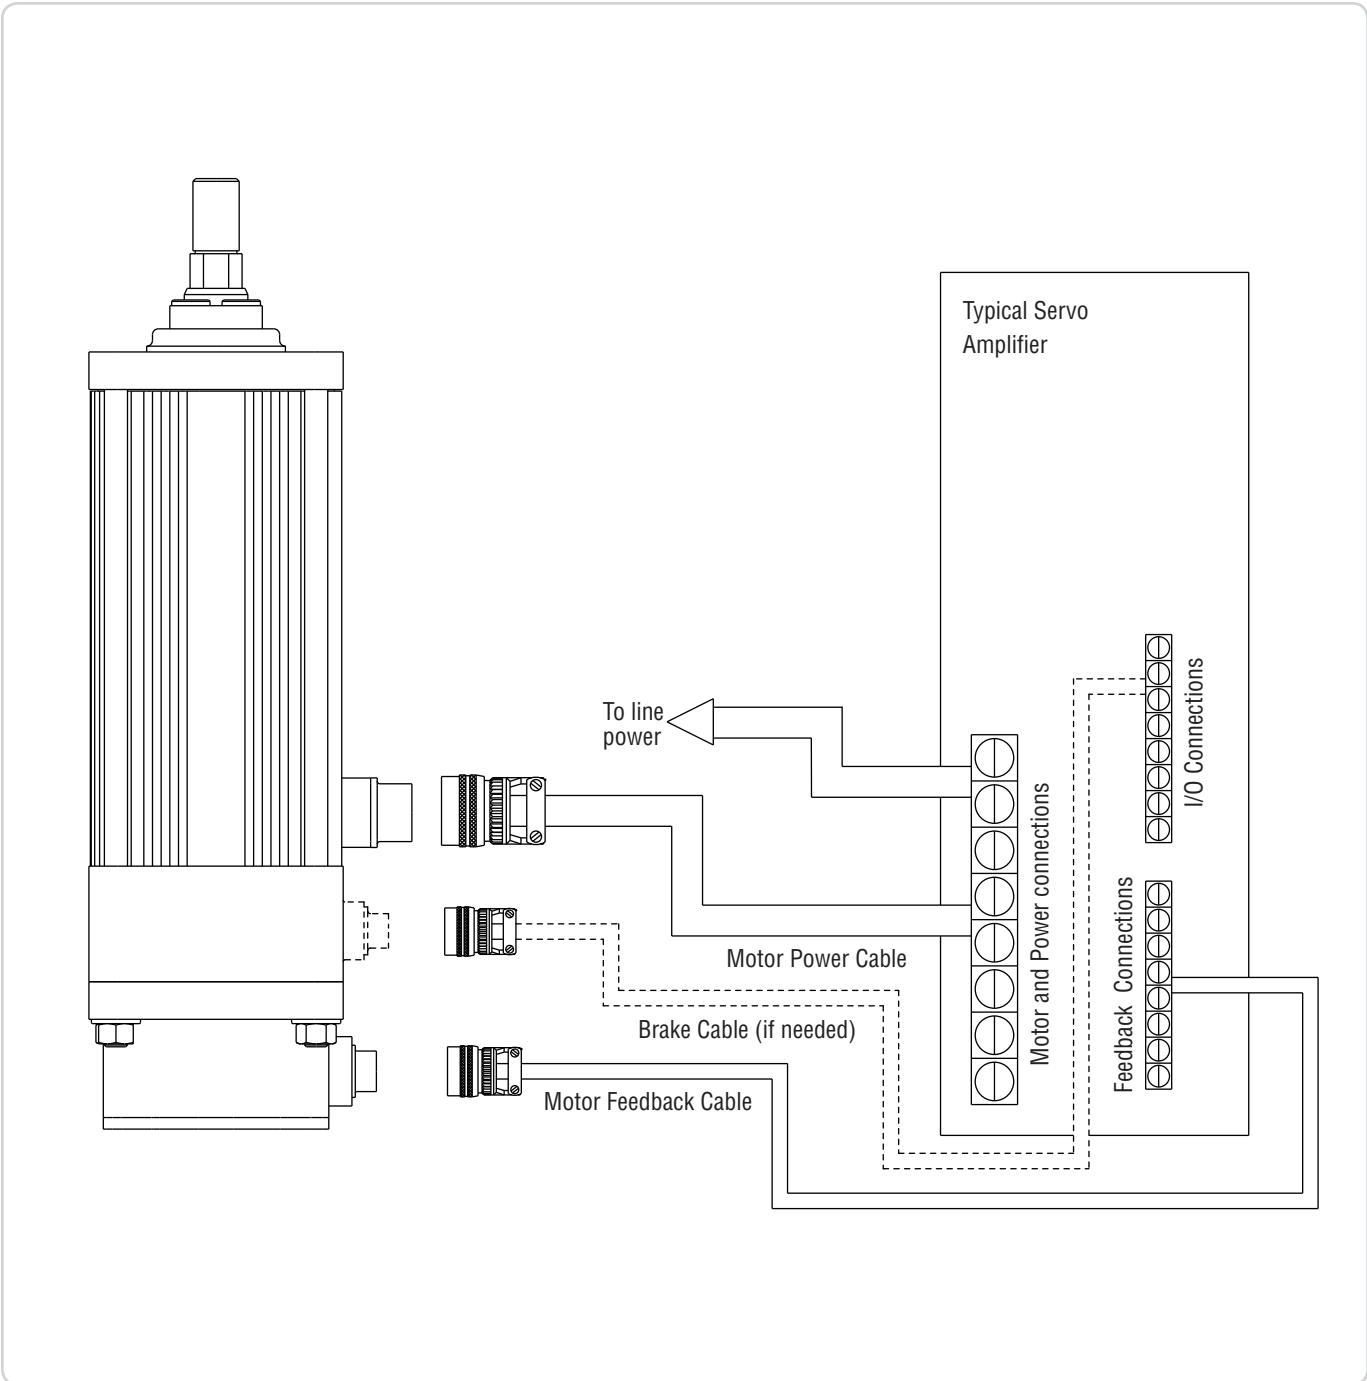 Typical Servo
Amplifier
To line
power
I/O Connections
Motor and Power connections
Feedback Connections
Motor Power Cable
Brake Cable (if needed)
Motor Feedback Cable